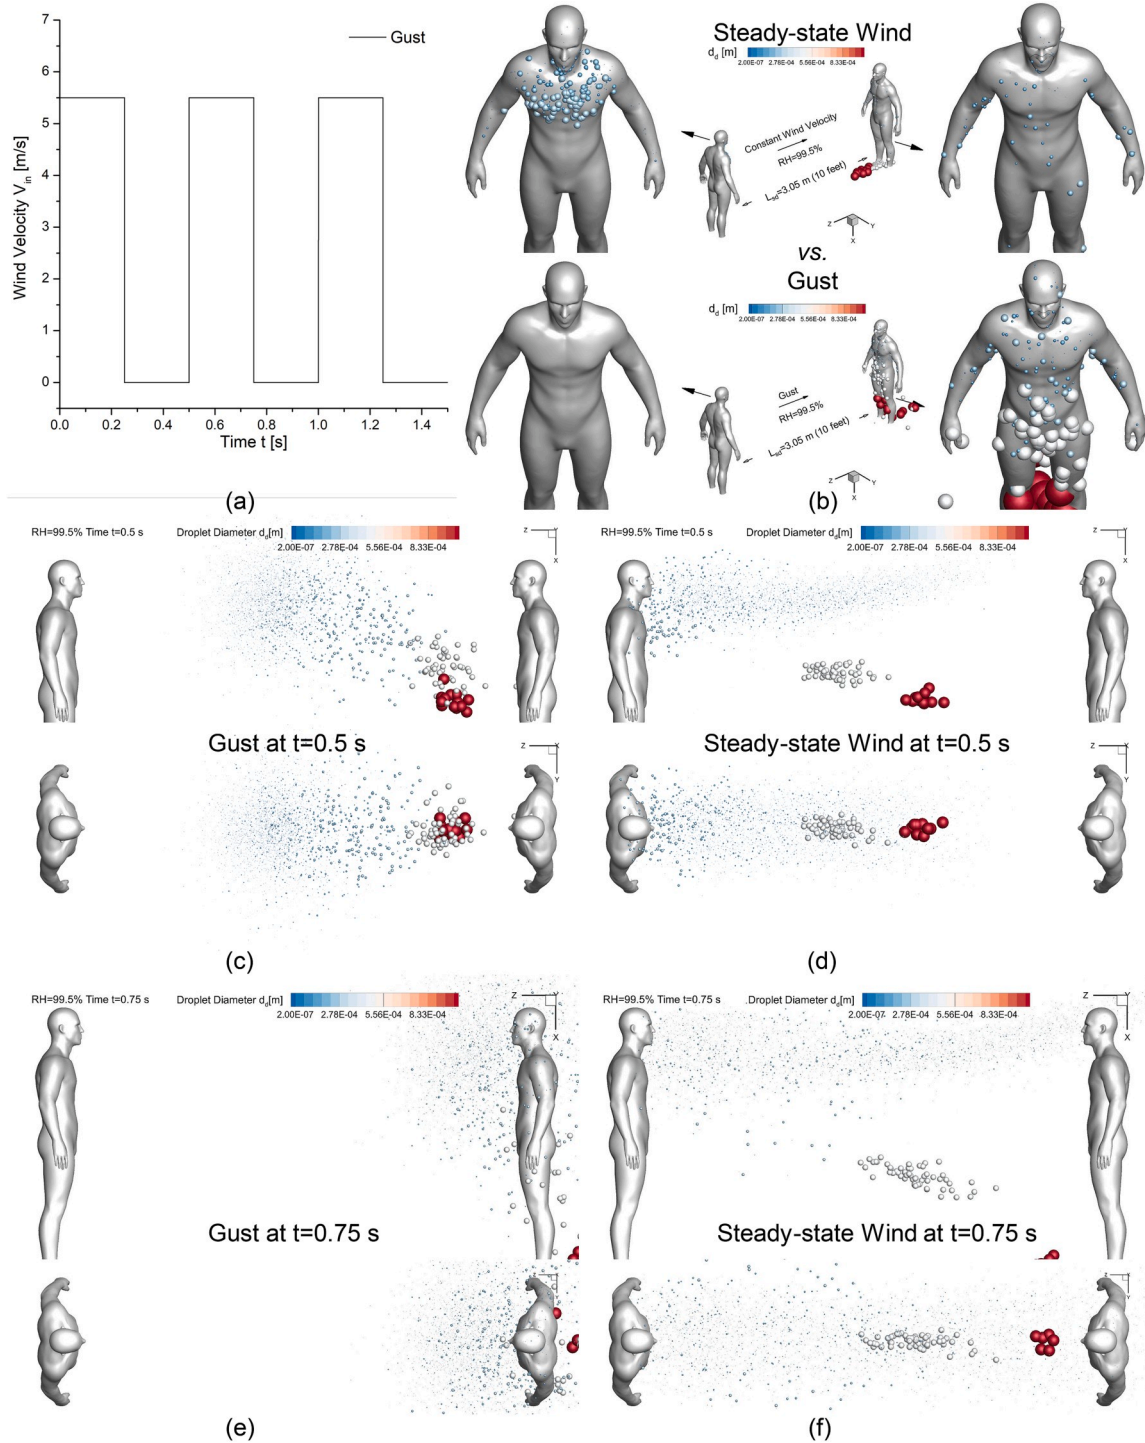 7
6
5
4
3
2
1
0
Wind Velocity V_in [m/s]
Gust
0.0 0.2 0.4 0.6 0.8 1.0 1.2 1.4
Time t [s]
(a)
Steady-state Wind
d_d [m]
2.00E-07 2.78E-04 5.56E-04 8.33E-04
Constant Wind Velocity
RH=99.5%
L_sd=3.05 m (10 feet)
Z Y
X
vs.
Gust
d_d [m]
2.00E-07 2.78E-04 5.56E-04 8.33E-04
Gust
RH=99.5%
L_sd=3.05 m (10 feet)
Z Y
X
(b)
RH=99.5% Time t=0.5 s Droplet Diameter d_d[m]
2.00E-07 2.78E-04 5.56E-04 8.33E-04
Z Y
X
Gust at t=0.5 s
Z X
Y
(c)
RH=99.5% Time t=0.5 s Droplet Diameter d_d[m]
2.00E-07 2.78E-04 5.56E-04 8.33E-04
Z Y
X
Steady-state Wind at t=0.5 s
Z X
Y
(d)
RH=99.5% Time t=0.75 s Droplet Diameter d_d[m]
2.00E-07 2.78E-04 5.56E-04 8.33E-04
Z Y
X
Gust at t=0.75 s
(e)
RH=99.5% Time t=0.75 s Droplet Diameter d_d[m]
2.00E-07 2.78E-04 5.56E-04 8.33E-04
Z Y
X
Steady-state Wind at t=0.75 s
(f)